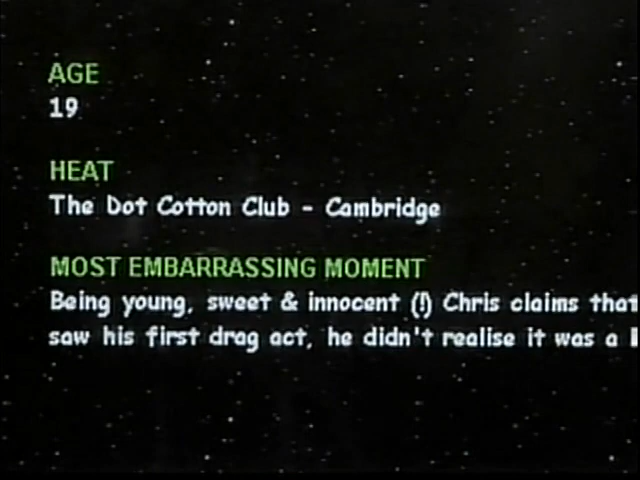 AGE
19
HEAT
The Dot Cotton Club - Cambridge
MOST EMBARRASSING MOMENT
Being young, sweet & innocent (!) Chris claims that
saw his first drag act, he didn't realise it was a